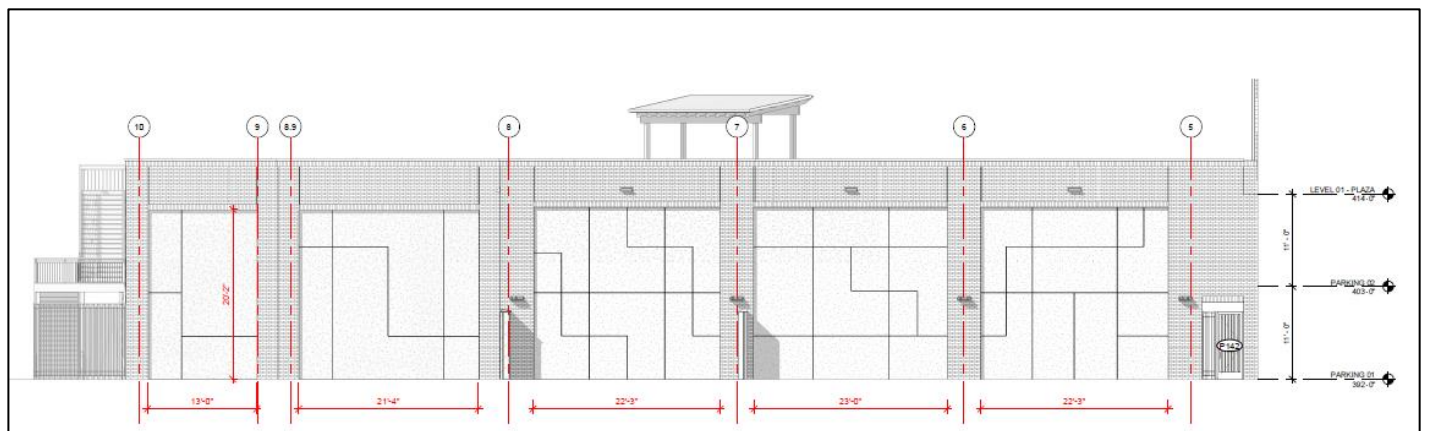 10
9
8.9
8
7
6
5
LEVEL 01 - PLAZA
414'-0"
11' - 0"
20'-2"
PARKING 02
403'-0"
11' - 0"
P142
PARKING 01
392'-0"
13'-0"
21'-4"
22'-3"
23'-0"
22'-3"